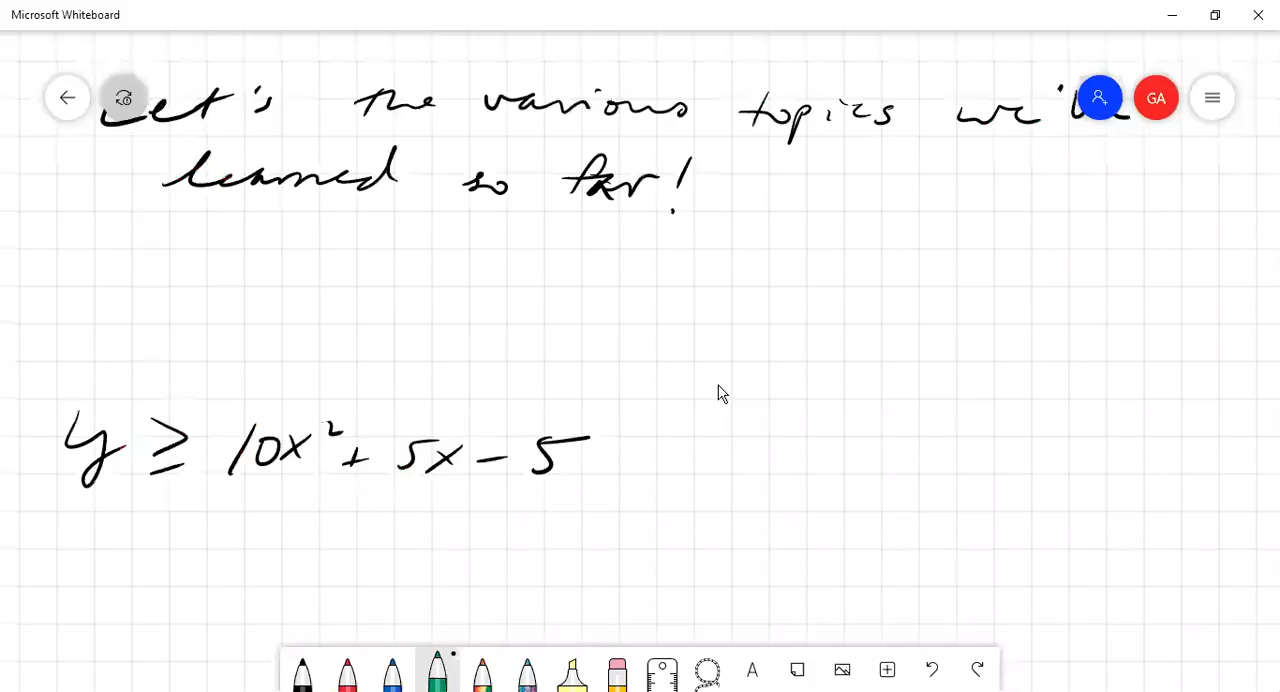 Microsoft Whiteboard
Let's the various topics we've
learned so far!
GA
y ≥ 10x² + 5x - 5
A